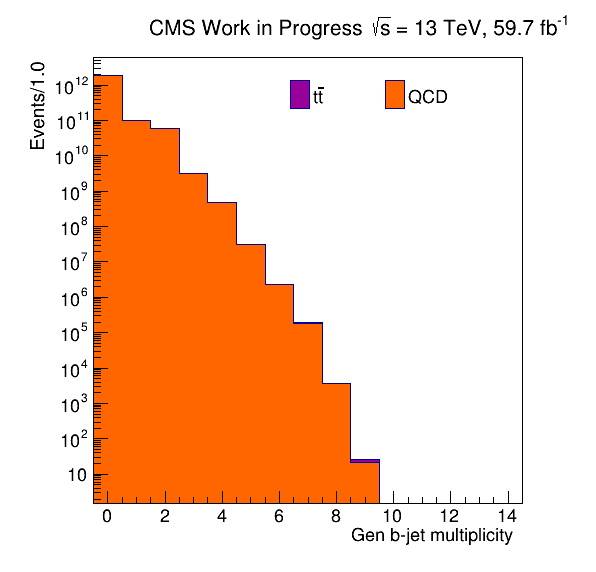 CMS Work in Progress √s = 13 TeV, 59.7 fb⁻¹
Events/1.0
tt̄
QCD
10¹²
10¹¹
10¹⁰
10⁹
10⁸
10⁷
10⁶
10⁵
10⁴
10³
10²
10
0 2 4 6 8 10 12 14
Gen b-jet multiplicity